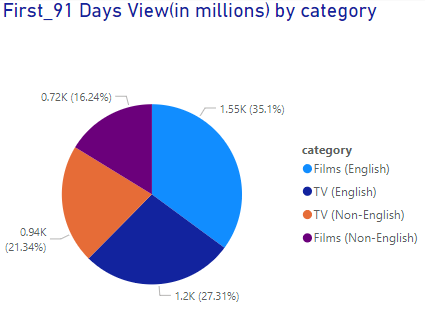 First_91 Days View(in millions) by category
0.72K (16.24%)
1.55K (35.1%)
category
Films (English)
TV (English)
TV (Non-English)
Films (Non-English)
0.94K
(21.34%)
1.2K (27.31%)